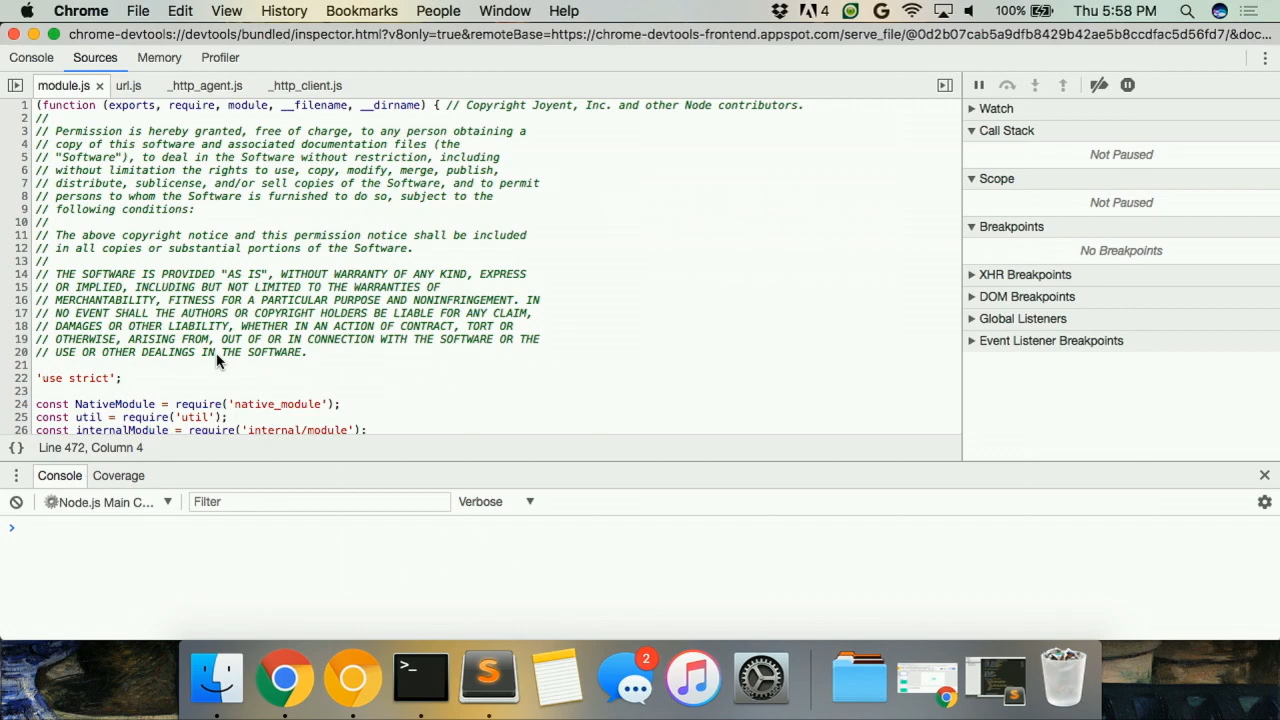 Chrome File Edit View History Bookmarks People Window Help 4 100% Thu 5:58 PM
chrome-devtools://devtools/bundled/inspector.html?v8only=true&remoteBase=https://chrome-devtools-frontend.appspot.com/serve_file/@0d2b07cab5a9dfb8429b42ae5b8ccdfac5d56fd7/&doc...
Console Sources Memory Profiler
module.js × url.js _http_agent.js _http_client.js
1 (function (exports, require, module, __filename, __dirname) { // Copyright Joyent, Inc. and other Node contributors.
2 //
3 // Permission is hereby granted, free of charge, to any person obtaining a
4 // copy of this software and associated documentation files (the
5 // "Software"), to deal in the Software without restriction, including
6 // without limitation the rights to use, copy, modify, merge, publish,
7 // distribute, sublicense, and/or sell copies of the Software, and to permit
8 // persons to whom the Software is furnished to do so, subject to the
9 // following conditions:
10 //
11 // The above copyright notice and this permission notice shall be included
12 // in all copies or substantial portions of the Software.
13 //
14 // THE SOFTWARE IS PROVIDED "AS IS", WITHOUT WARRANTY OF ANY KIND, EXPRESS
15 // OR IMPLIED, INCLUDING BUT NOT LIMITED TO THE WARRANTIES OF
16 // MERCHANTABILITY, FITNESS FOR A PARTICULAR PURPOSE AND NONINFRINGEMENT. IN
17 // NO EVENT SHALL THE AUTHORS OR COPYRIGHT HOLDERS BE LIABLE FOR ANY CLAIM,
18 // DAMAGES OR OTHER LIABILITY, WHETHER IN AN ACTION OF CONTRACT, TORT OR
19 // OTHERWISE, ARISING FROM, OUT OF OR IN CONNECTION WITH THE SOFTWARE OR THE
20 // USE OR OTHER DEALINGS IN THE SOFTWARE.
21
22 'use strict';
23
24 const NativeModule = require('native_module');
25 const util = require('util');
26 const internalModule = require('internal/module');
{} Line 472, Column 4
Watch
Call Stack
Not Paused
Scope
Not Paused
Breakpoints
No Breakpoints
XHR Breakpoints
DOM Breakpoints
Global Listeners
Event Listener Breakpoints
Console Coverage
Node.js Main C... Filter Verbose
>
2